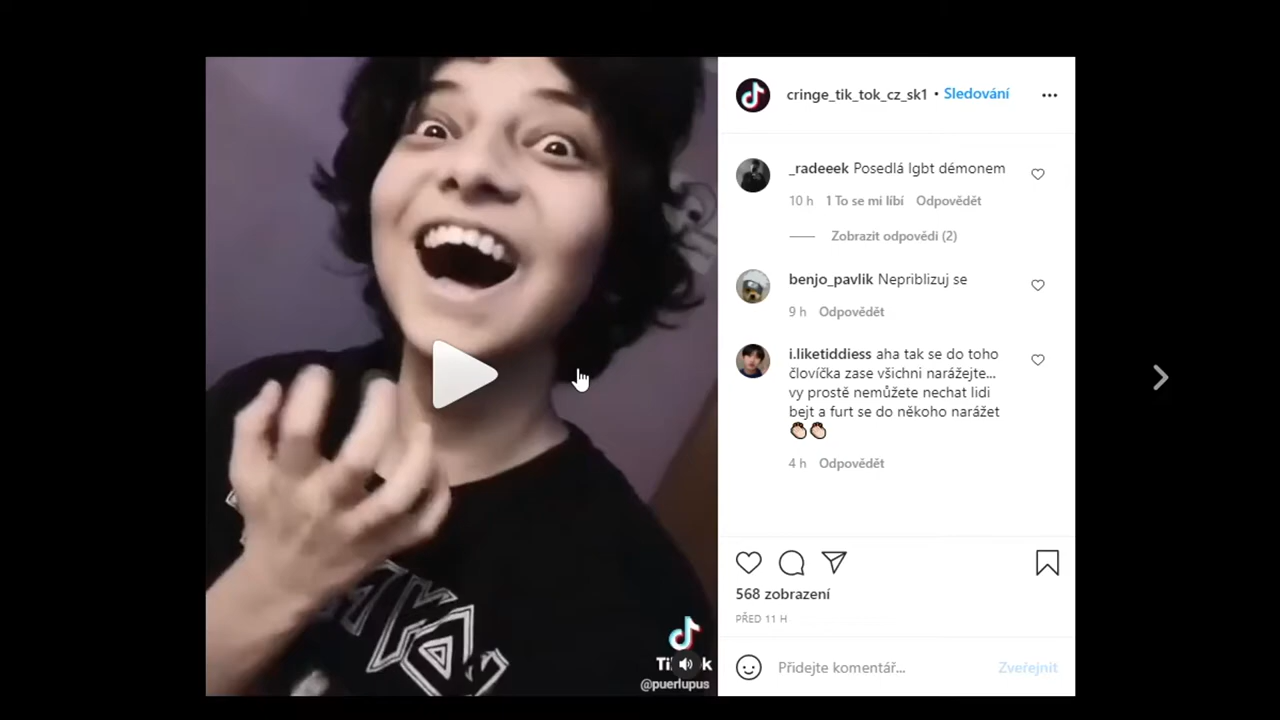 cringe_tik_tok_cz_sk1 • Sledování
_radeeek Posedlá lgbt démonem
10 h 1 To se mi líbí Odpovědět
Zobrazit odpovědi (2)
benjo_pavlik Nepriblizuj se
9 h Odpovědět
i.liketiddiess aha tak se do toho
človíčka zase všichni narážejte...
vy prostě nemůžete nechat lidi
bejt a furt se do někoho narážet
4 h Odpovědět
568 zobrazení
PŘED 11 H
Přidejte komentář...
Zveřejnit
@puerlupus